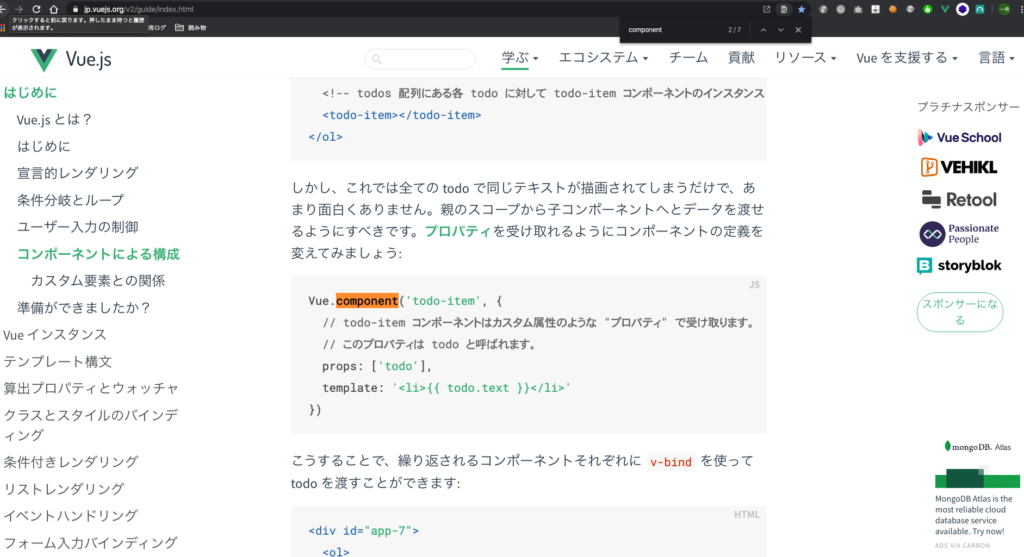 jp.vuejs.org/v2/guide/index.html
クリックすると前に戻ります。押したまま待つと履歴
が表示されます。
術ログ
読み物
component
2/7
Vue.js
学ぶ
エコシステム
チーム
貢献
リソース
Vue を支援する
言語
はじめに
Vue.js とは？
はじめに
宣言的レンダリング
条件分岐とループ
ユーザー入力の制御
コンポーネントによる構成
カスタム要素との関係
準備ができましたか？
Vue インスタンス
テンプレート構文
算出プロパティとウォッチャ
クラスとスタイルのバインデ
ィング
条件付きレンダリング
リストレンダリング
イベントハンドリング
フォーム入力バインディング
<!-- todos 配列にある各 todo に対して todo-item コンポーネントのインスタンス
<todo-item></todo-item>
</ol>
しかし、これでは全ての todo で同じテキストが描画されてしまうだけで、あ
まり面白くありません。親のスコープから子コンポーネントへとデータを渡せ
るようにすべきです。プロパティを受け取れるようにコンポーネントの定義を
変えてみましょう:
JS
Vue.component('todo-item', {
// todo-item コンポーネントはカスタム属性のような "プロパティ" で受け取ります。
// このプロパティは todo と呼ばれます。
props: ['todo'],
template: '<li>{{ todo.text }}</li>'
})
こうすることで、繰り返されるコンポーネントそれぞれに v-bind を使って
todo を渡すことができます:
HTML
<div id="app-7">
<ol>
プラチナスポンサー
Vue School
VEHIKL
Retool
Passionate
People
storyblok
スポンサーにな
る
mongoDB. Atlas
MongoDB Atlas is the
most reliable cloud
database service
available. Try now!
ADS VIA CARBON